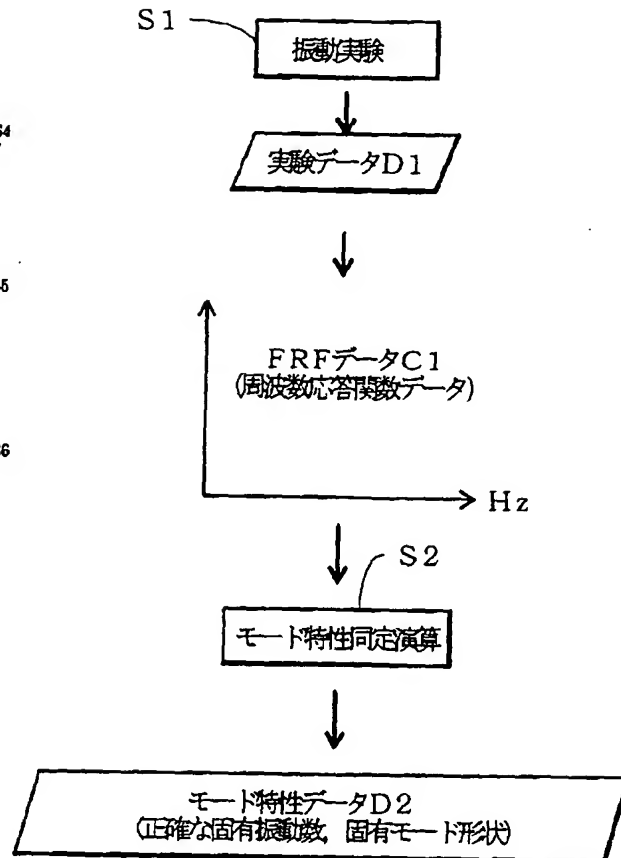 S1
振動実験
実験データD1
FRFデータC1
(周波数応答関数データ)
Hz
S2
モード特性同定演算
モード特性データD2
(正確な固有振動数, 固有モード形状)